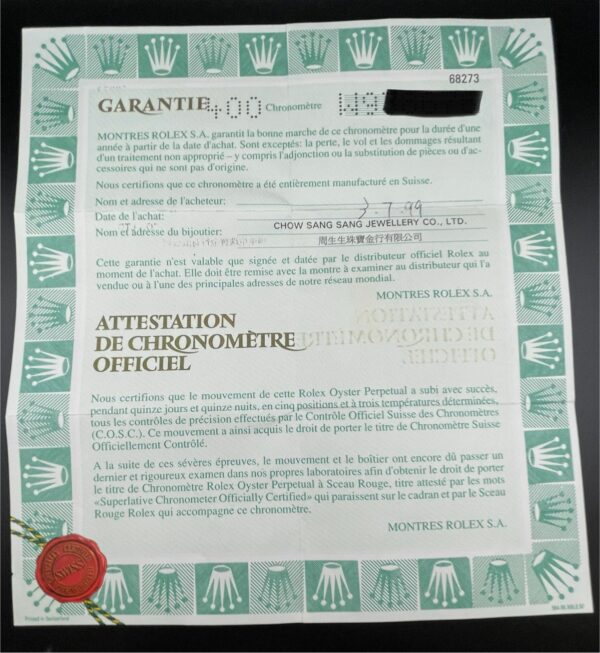 68273
GARANTIE 400 Chronomètre
MONTRES ROLEX S.A. garantit la bonne marche de ce chronomètre pour la durée d'une
année à partir de la date d'achat. Sont exceptés: la perte, le vol et les dommages résultant
d'un traitement non approprié – y compris l'adjonction ou la substitution de pièces ou d'ac-
cessoires qui ne sont pas d'origine.
Nous certifions que ce chronomètre a été entièrement manufacturé en Suisse.
Nom et adresse de l'acheteur:
Date de l'achat: 3.7.99
Nom et adresse du bijoutier: CHOW SANG SANG JEWELLERY CO., LTD.
周生生珠寶金行有限公司
Cette garantie n'est valable que signée et datée par le distributeur officiel Rolex au
moment de l'achat. Elle doit être remise avec la montre à examiner au distributeur qui l'a
vendue ou à l'une des principales adresses de notre réseau mondial.
MONTRES ROLEX S.A.
ATTESTATION
DE CHRONOMÈTRE
OFFICIEL
Nous certifions que le mouvement de cette Rolex Oyster Perpetual a subi avec succès,
pendant quinze jours et quinze nuits, en cinq positions et à trois températures déterminées,
tous les contrôles de précision effectués par le Contrôle Officiel Suisse des Chronomètres
(C.O.S.C.). Ce mouvement a ainsi acquis le droit de porter le titre de Chronomètre Suisse
Officiellement Contrôlé.
A la suite de ces sévères épreuves, le mouvement et le boîtier ont encore dû passer un
dernier et rigoureux examen dans nos propres laboratoires afin d'obtenir le droit de porter
le titre de Chronomètre Rolex Oyster Perpetual à Sceau Rouge, titre attesté par les mots
«Superlative Chronometer Officially Certified» qui paraissent sur le cadran et par le Sceau
Rouge Rolex qui accompagne ce chronomètre.
MONTRES ROLEX S.A.
SWISS
Printed in Switzerland